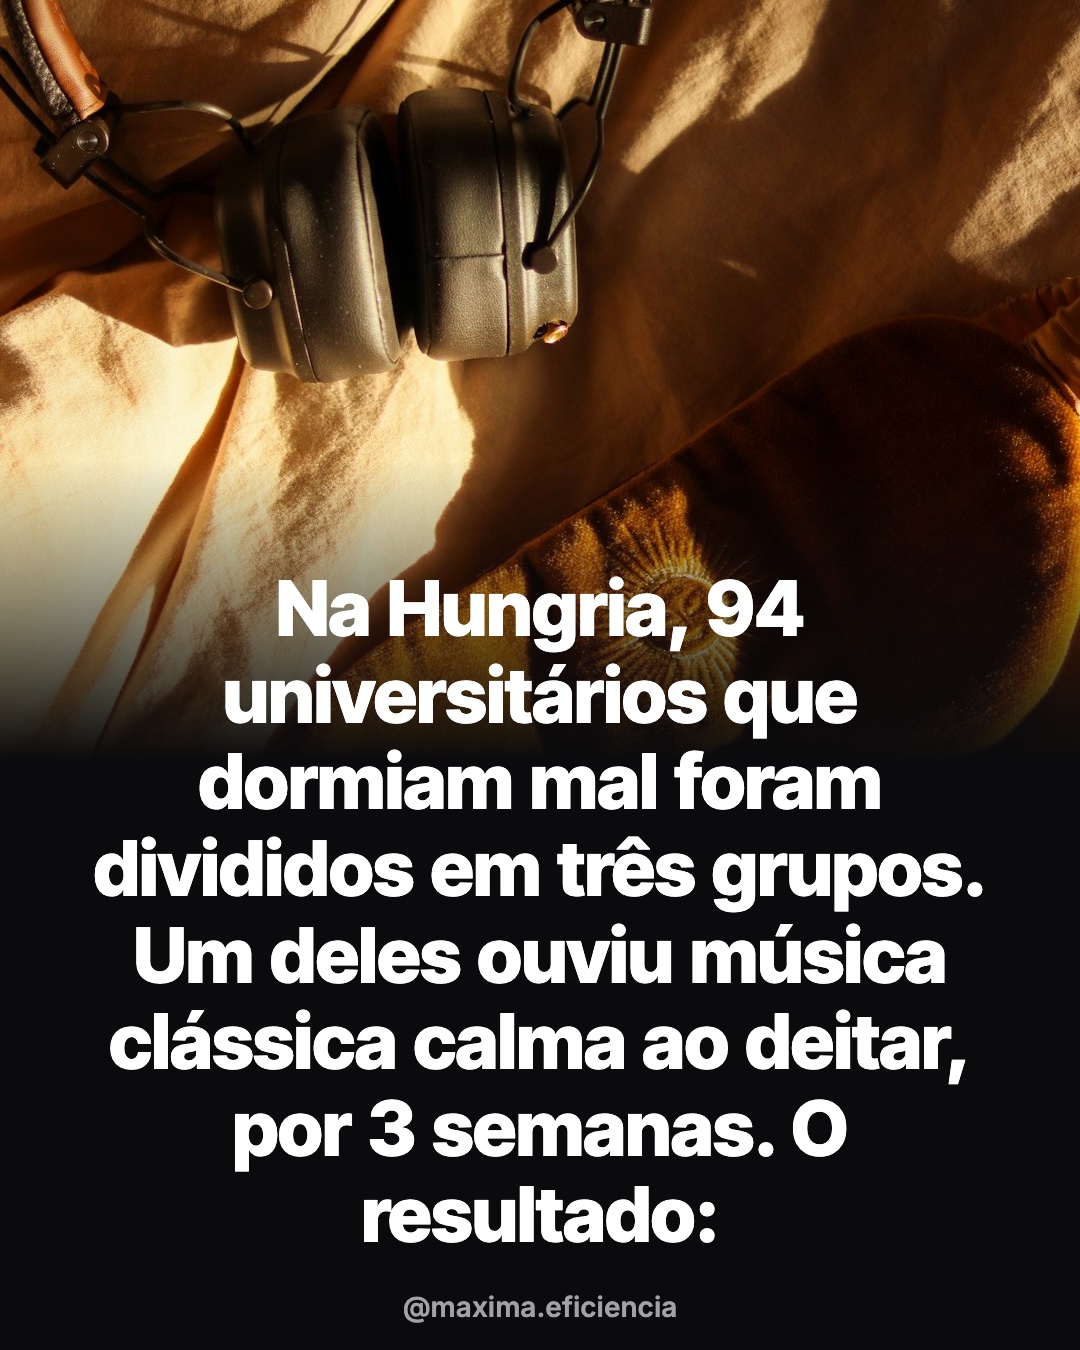 Na Hungria, 94
universitários que
dormiam mal foram
divididos em três grupos.
Um deles ouviu música
clássica calma ao deitar,
por 3 semanas. O
resultado:
@maxima.eficiencia